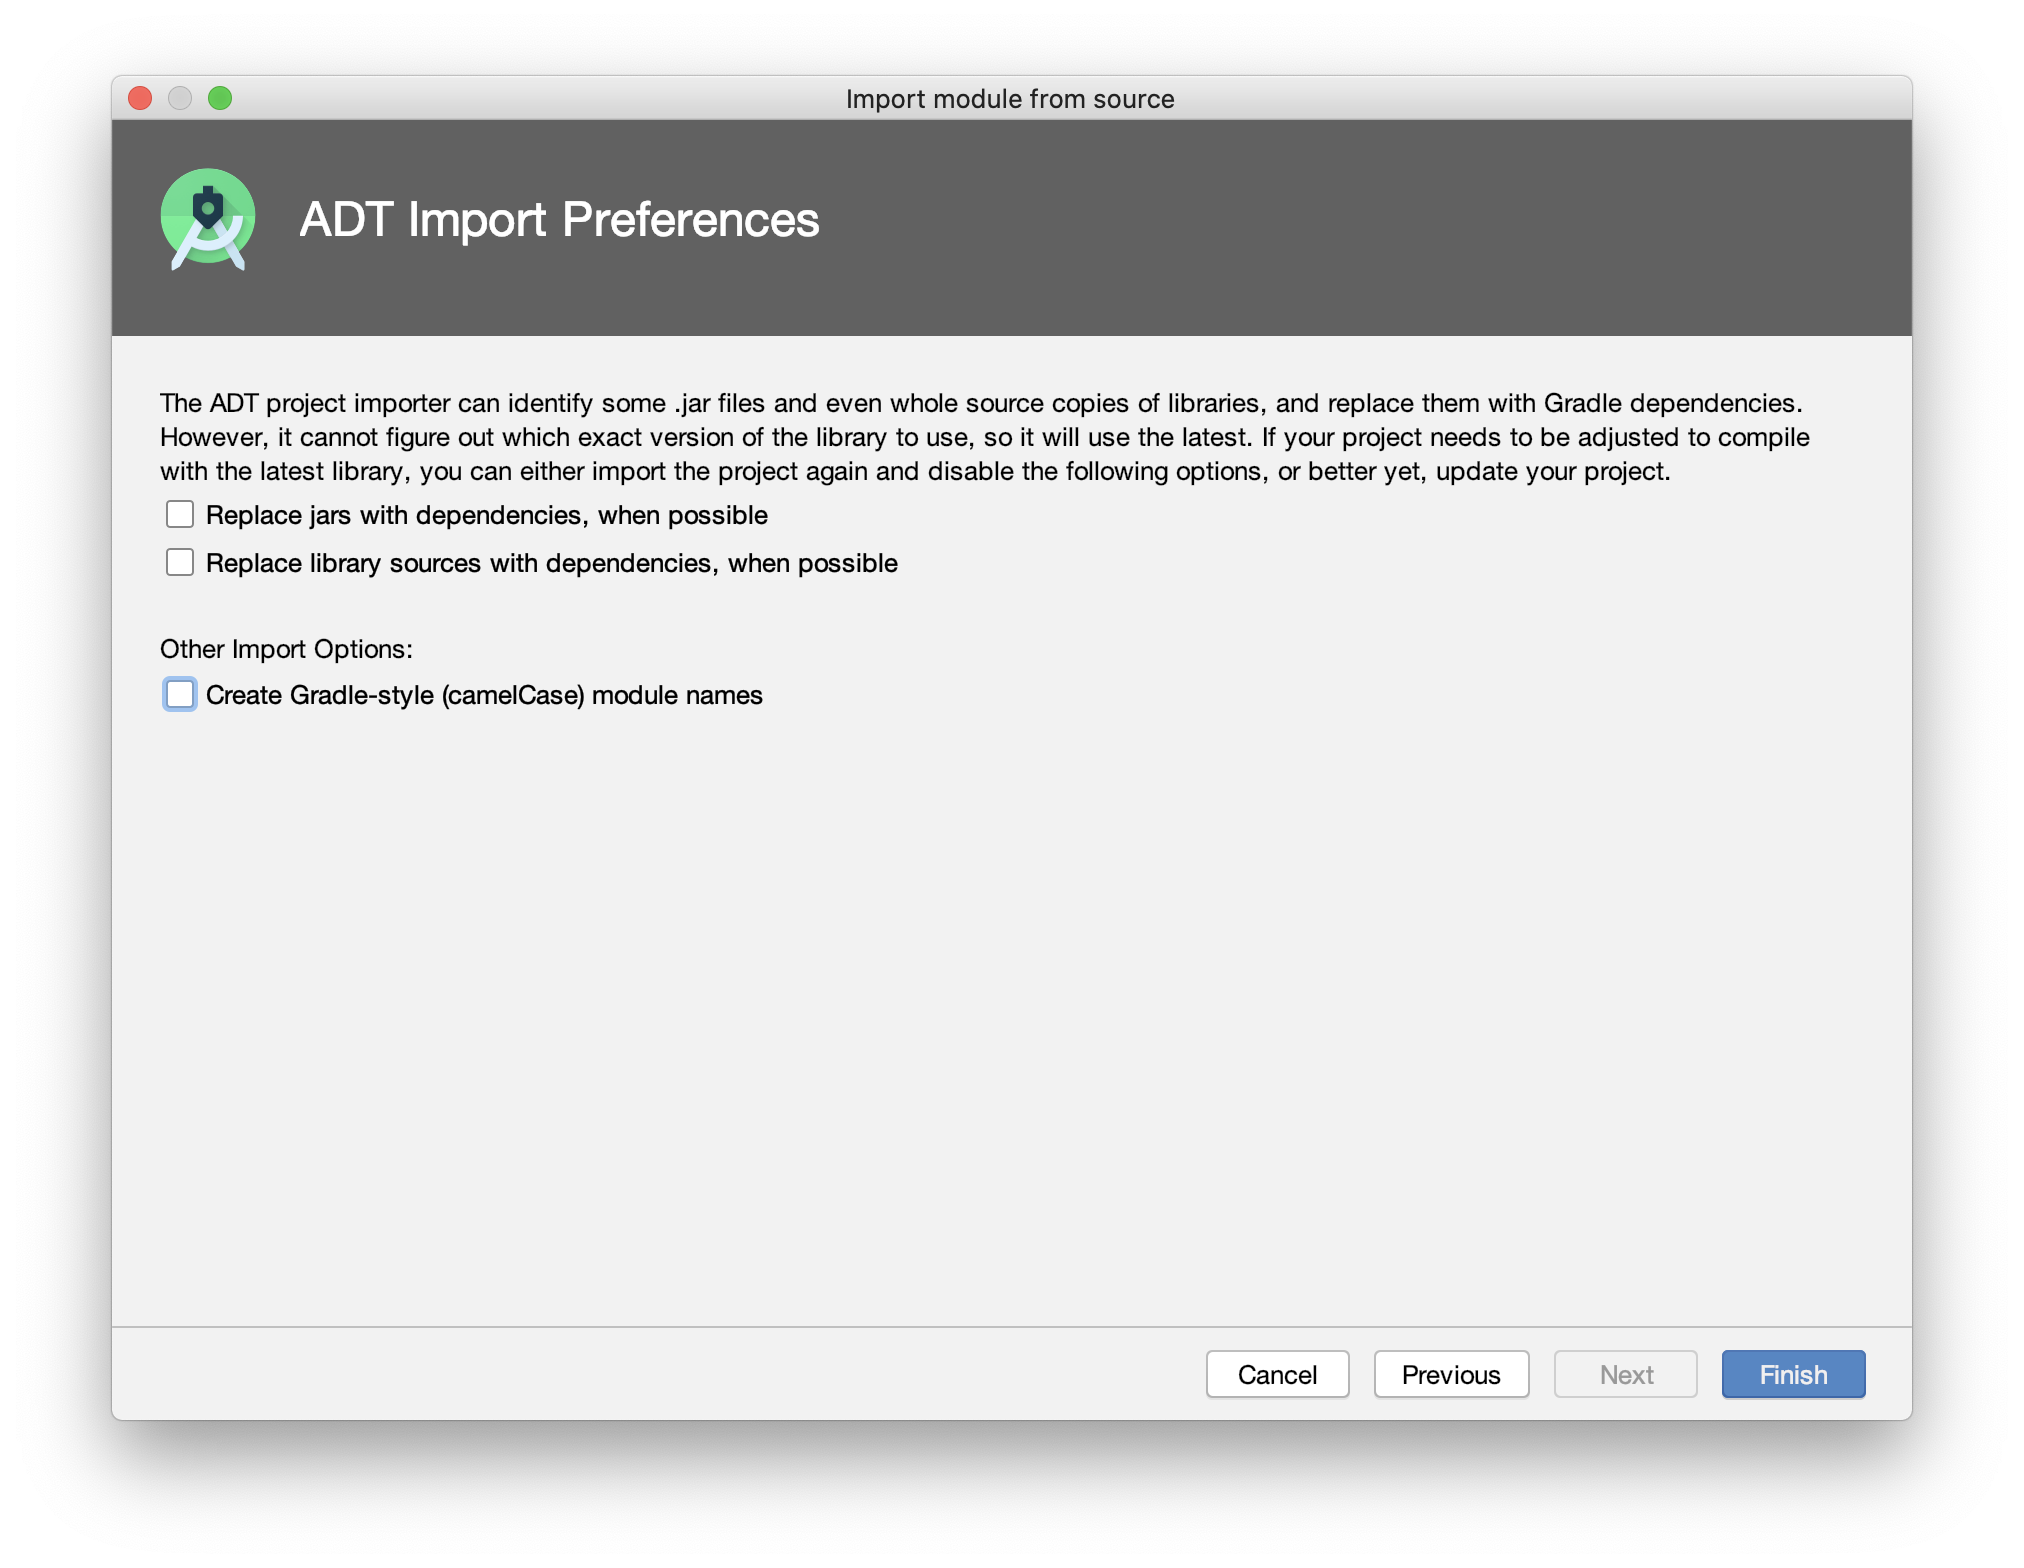 Import module from source
ADT Import Preferences
The ADT project importer can identify some .jar files and even whole source copies of libraries, and replace them with Gradle dependencies.
However, it cannot figure out which exact version of the library to use, so it will use the latest. If your project needs to be adjusted to compile
with the latest library, you can either import the project again and disable the following options, or better yet, update your project.
Replace jars with dependencies, when possible
Replace library sources with dependencies, when possible
Other Import Options:
Create Gradle-style (camelCase) module names
Cancel
Previous
Next
Finish